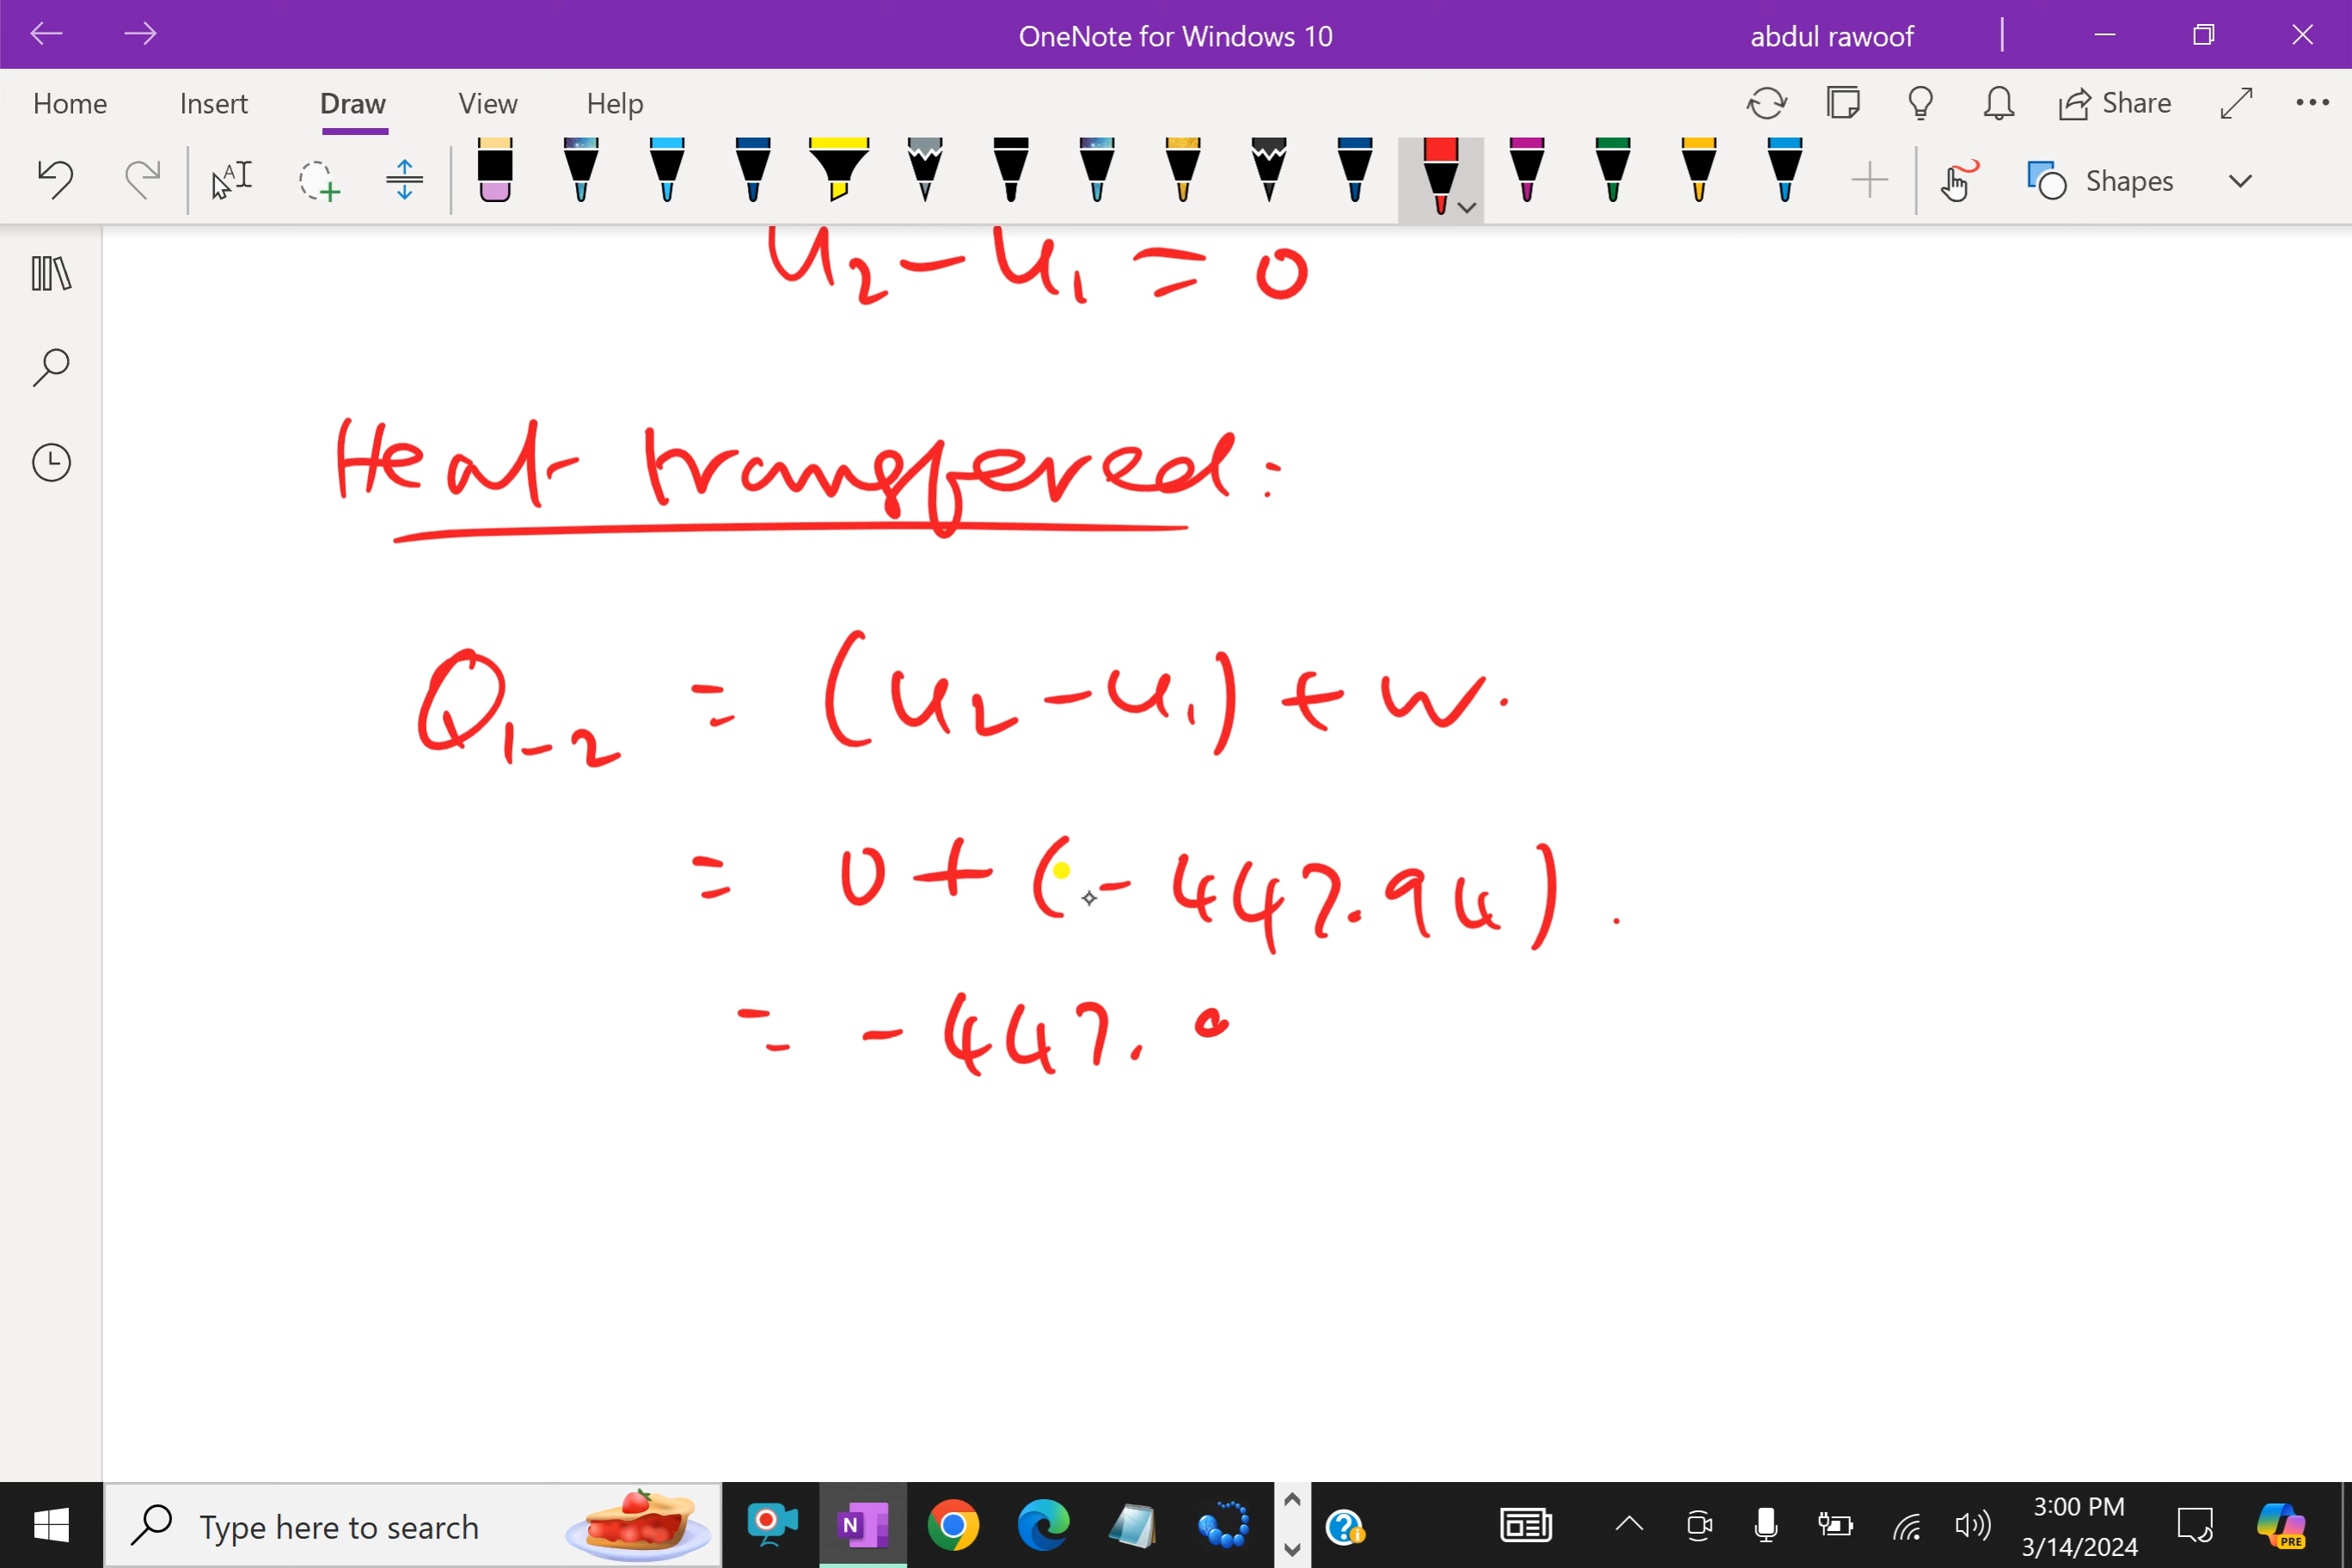 OneNote for Windows 10
abdul rawoof
Home Insert Draw View Help
Share
Shapes
u2 - u1 = 0
Heat transferred:
Q1-2 = (u2 - u1) + w.
= 0 + (- 447.94).
= - 447.
Type here to search
N
3:00 PM
3/14/2024
PRE